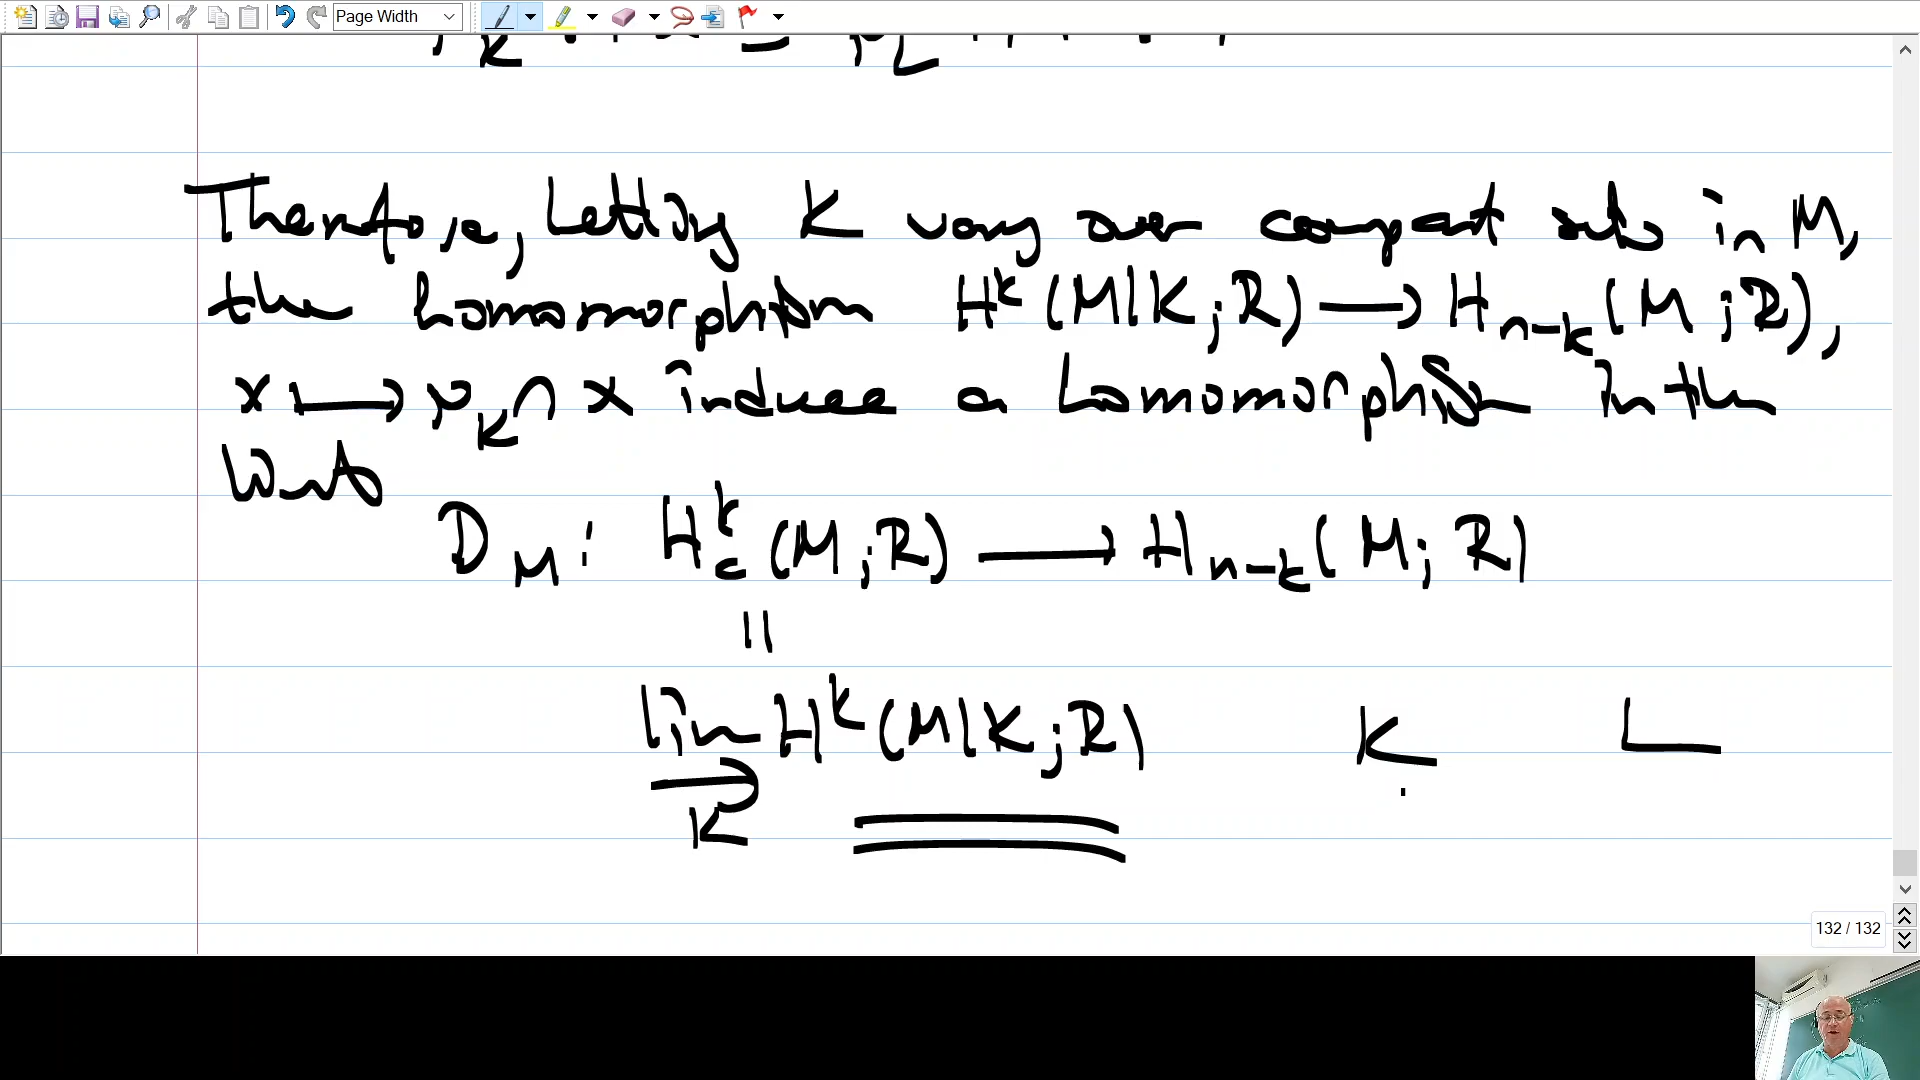 Page Width
Therefore, letting K vary over compact sets in M,
the homomorphism H^k (M|K ; R) ⟶ H_{n-k} (M ; R),
x ⟼ μ_K ∩ x induce a homomorphism in the
limit
D_M : H^k_c (M ; R) ⟶ H_{n-k} (M ; R)
||
lim H^k (M|K ; R) K L
→
K
132 / 132